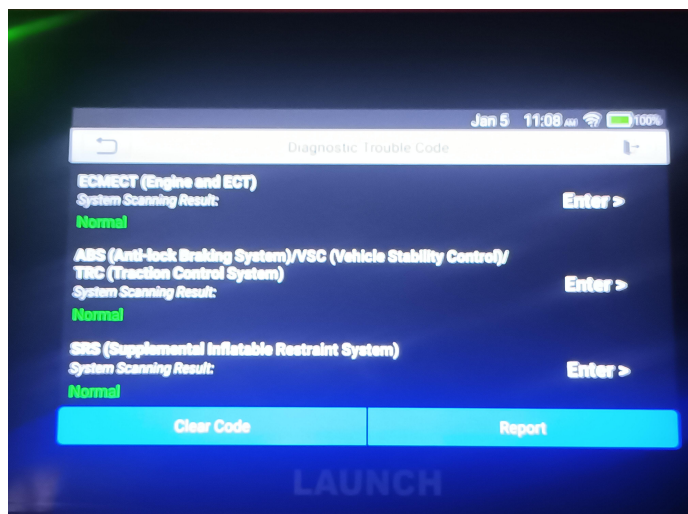 Jan 5 11:08 AM 100%
Diagnostic Trouble Code
ECMECT (Engine and ECT)
System Scanning Result:
Enter >
Normal
ABS (Anti-lock Braking System)/VSC (Vehicle Stability Control)/
TRC (Traction Control System)
System Scanning Result:
Enter >
Normal
SRS (Supplemental Inflatable Restraint System)
System Scanning Result:
Enter >
Normal
Clear Code Report
LAUNCH